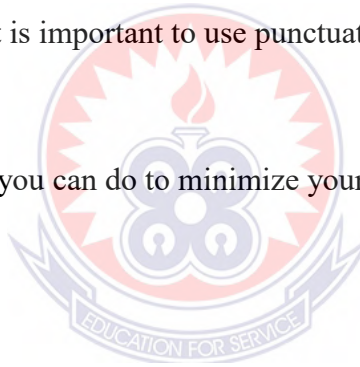 t is important to use punctuat
you can do to minimize your
EDUCATION FOR SERVICE